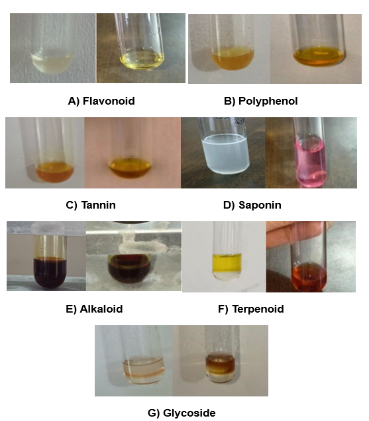 A) Flavonoid
B) Polyphenol
C) Tannin
D) Saponin
E) Alkaloid
F) Terpenoid
G) Glycoside